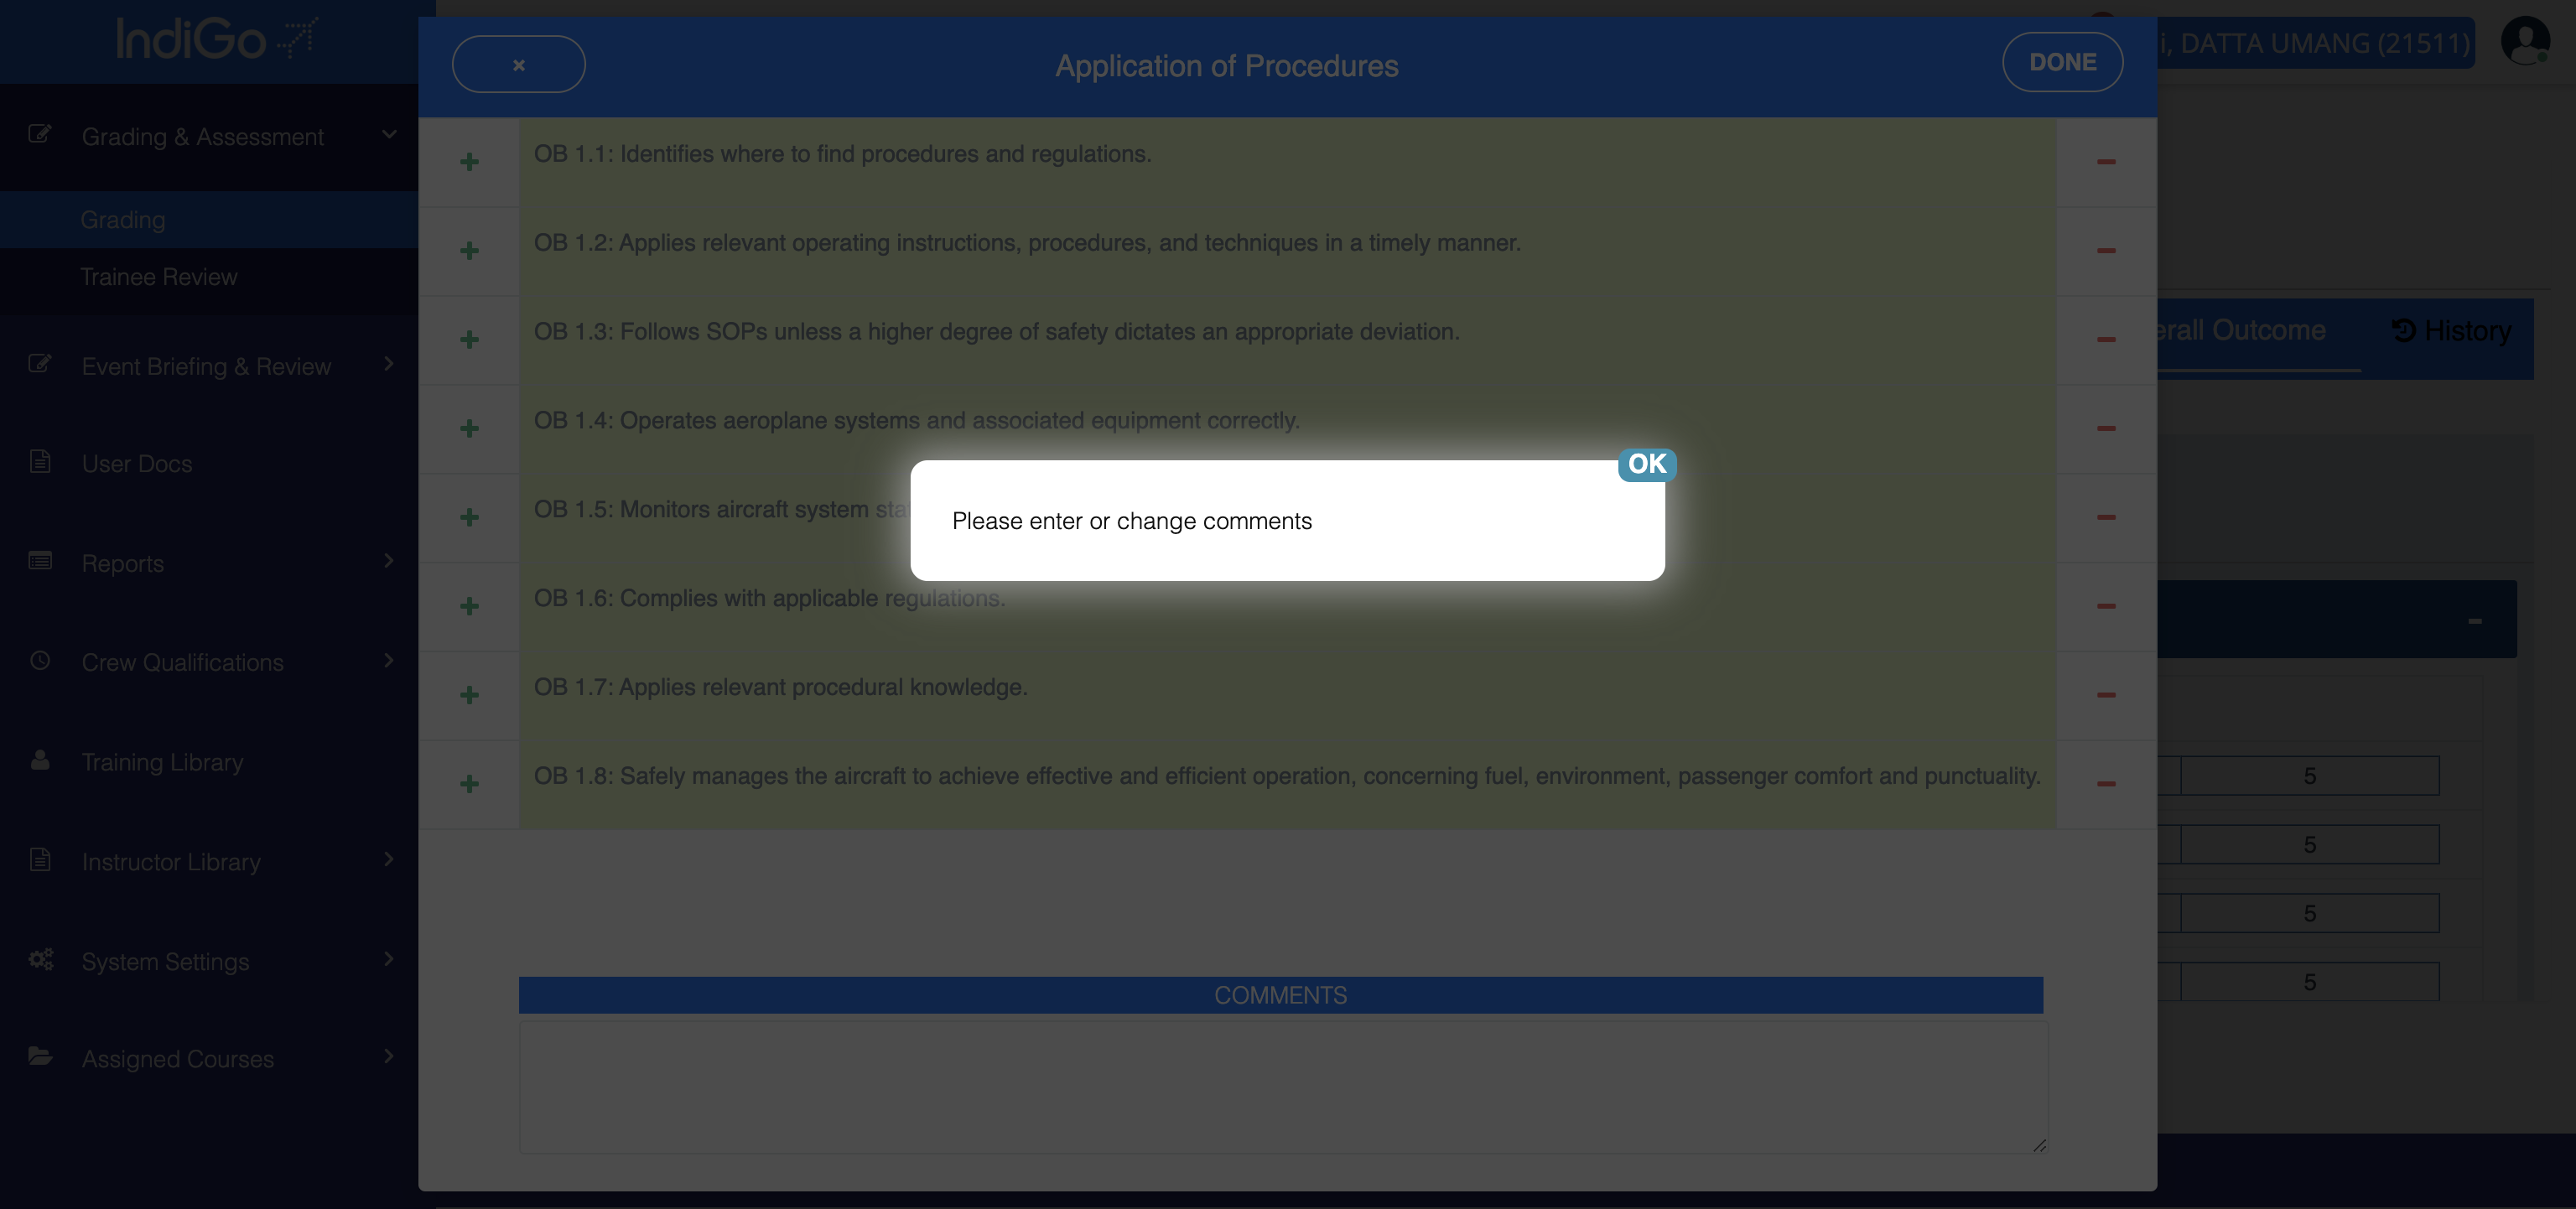 IndiGo
i, DATTA UMANG (21511)
×
Application of Procedures
DONE
Grading & Assessment
Grading
Trainee Review
Event Briefing & Review
User Docs
Reports
Crew Qualifications
Training Library
Instructor Library
System Settings
Assigned Courses
OB 1.1: Identifies where to find procedures and regulations.
OB 1.2: Applies relevant operating instructions, procedures, and techniques in a timely manner.
OB 1.3: Follows SOPs unless a higher degree of safety dictates an appropriate deviation.
OB 1.4: Operates aeroplane systems and associated equipment correctly.
OB 1.5: Monitors aircraft system
OB 1.6: Complies with applicable regulations.
OB 1.7: Applies relevant procedural knowledge.
OB 1.8: Safely manages the aircraft to achieve effective and efficient operation, concerning fuel, environment, passenger comfort and punctuality.
OK
Please enter or change comments
COMMENTS
Outcome
History
5
5
5
5